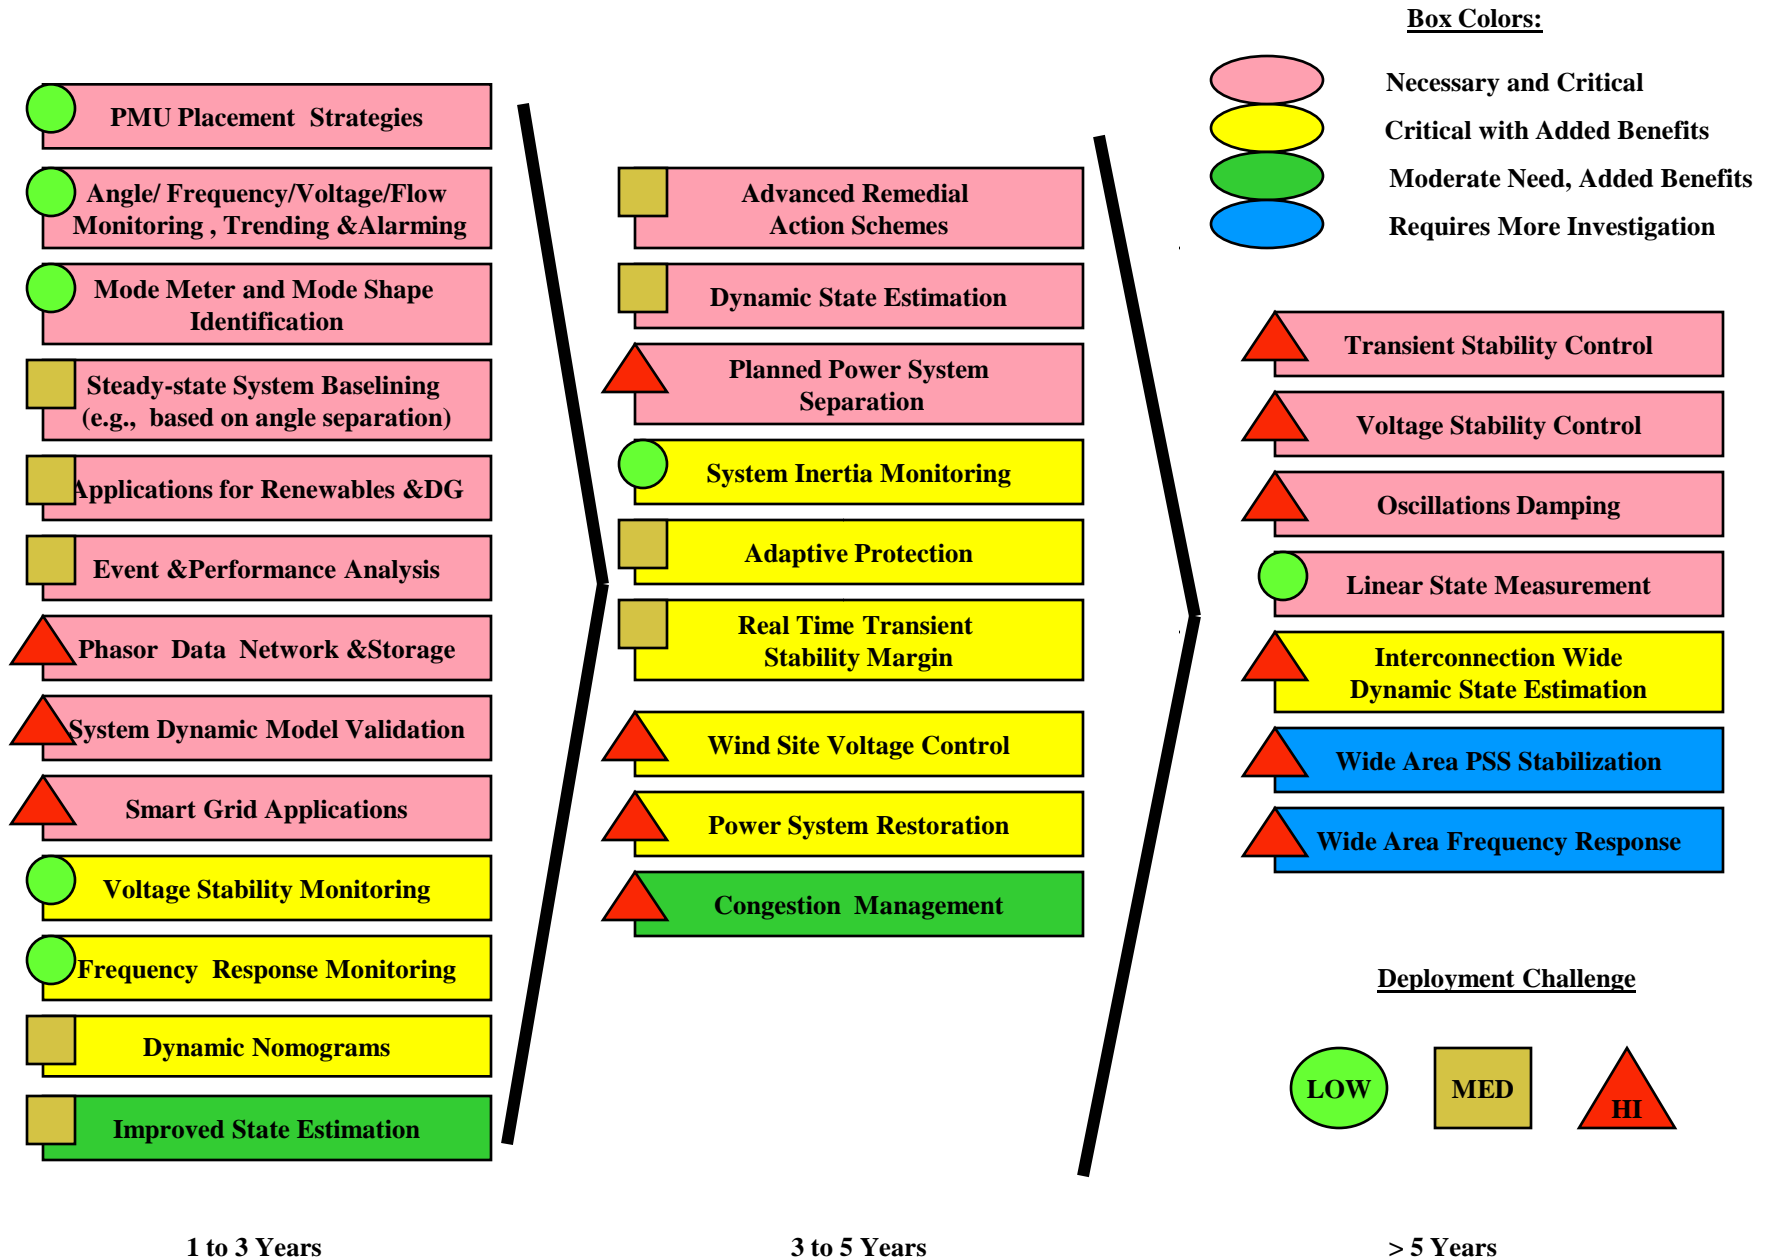 Box Colors:
Necessary and Critical
Critical with Added Benefits
Moderate Need, Added Benefits
Requires More Investigation
PMU Placement Strategies
Angle/ Frequency/Voltage/Flow
Monitoring , Trending &Alarming
Mode Meter and Mode Shape
Identification
Steady-state System Baselining
(e.g., based on angle separation)
Applications for Renewables &DG
Event &Performance Analysis
Phasor Data Network &Storage
System Dynamic Model Validation
Smart Grid Applications
Voltage Stability Monitoring
Frequency Response Monitoring
Dynamic Nomograms
Improved State Estimation
1 to 3 Years
Advanced Remedial
Action Schemes
Dynamic State Estimation
Planned Power System
Separation
System Inertia Monitoring
Adaptive Protection
Real Time Transient
Stability Margin
Wind Site Voltage Control
Power System Restoration
Congestion Management
3 to 5 Years
Transient Stability Control
Voltage Stability Control
Oscillations Damping
Linear State Measurement
Interconnection Wide
Dynamic State Estimation
Wide Area PSS Stabilization
Wide Area Frequency Response
Deployment Challenge
LOW
MED
HI
> 5 Years